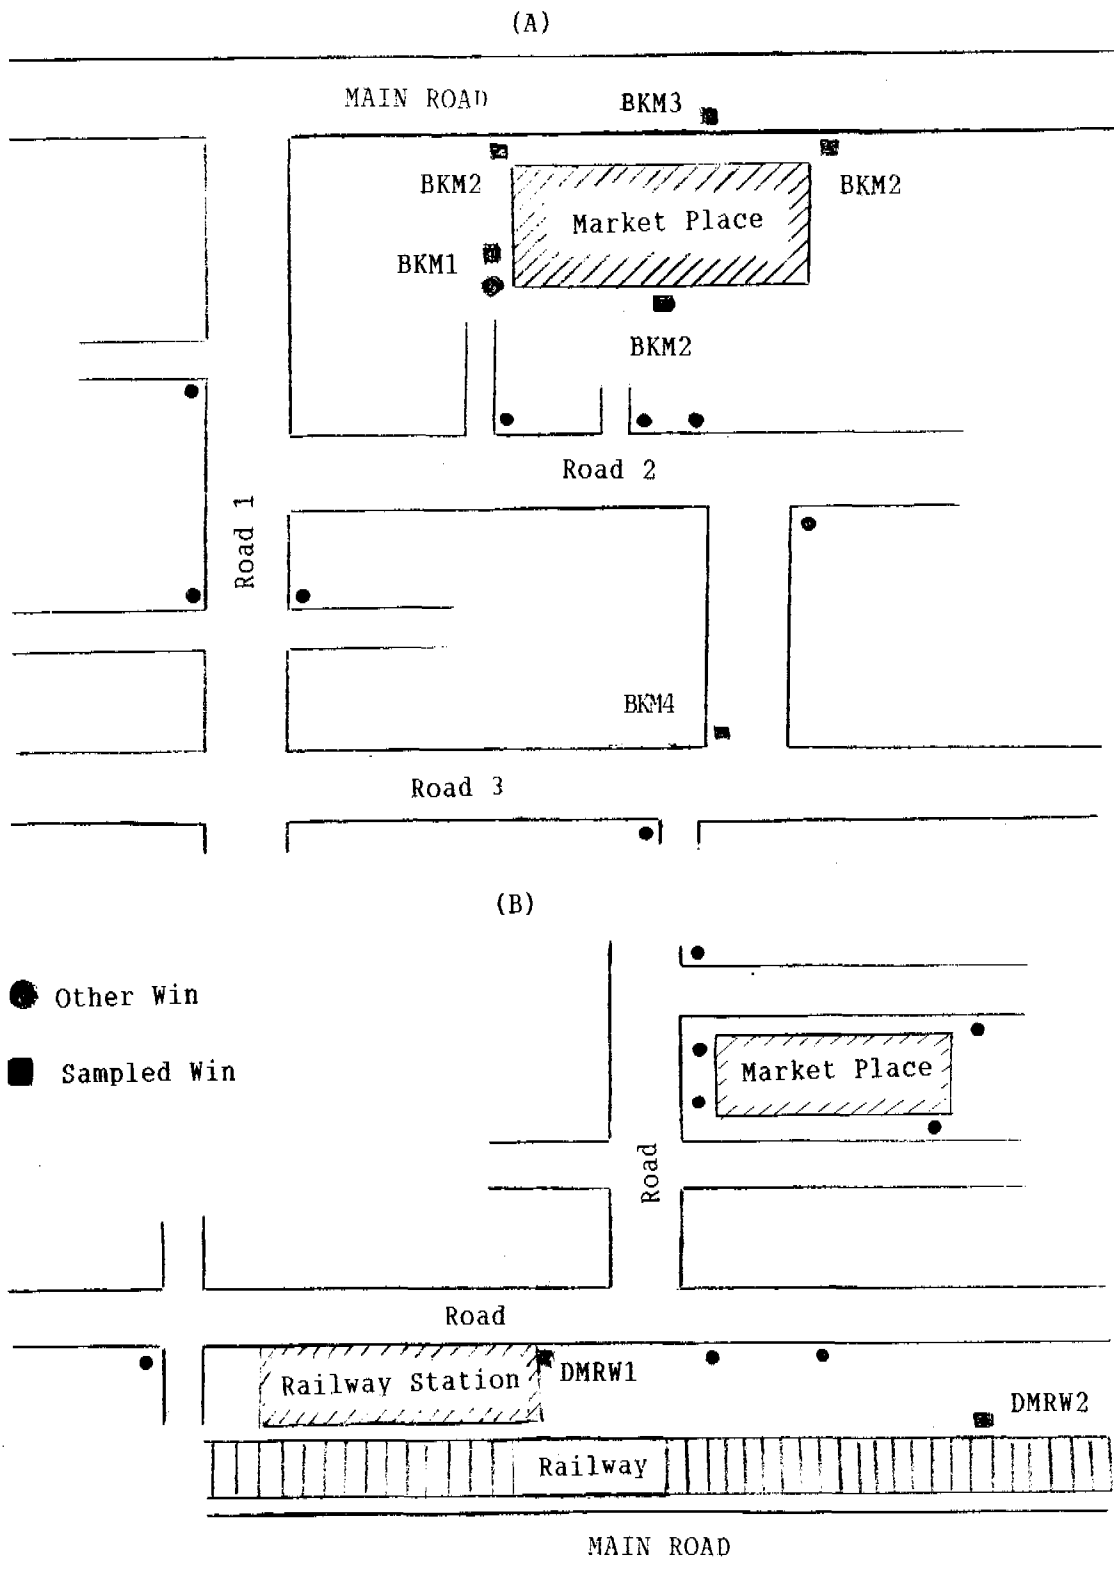 (A)
MAIN ROAD
BKM3
BKM2
BKM2
Market Place
BKM1
BKM2
Road 2
Road 1
BKM4
Road 3
(B)
Other Win
Sampled Win
Market Place
Road
Road
Railway Station
DMRW1
DMRW2
Railway
MAIN ROAD